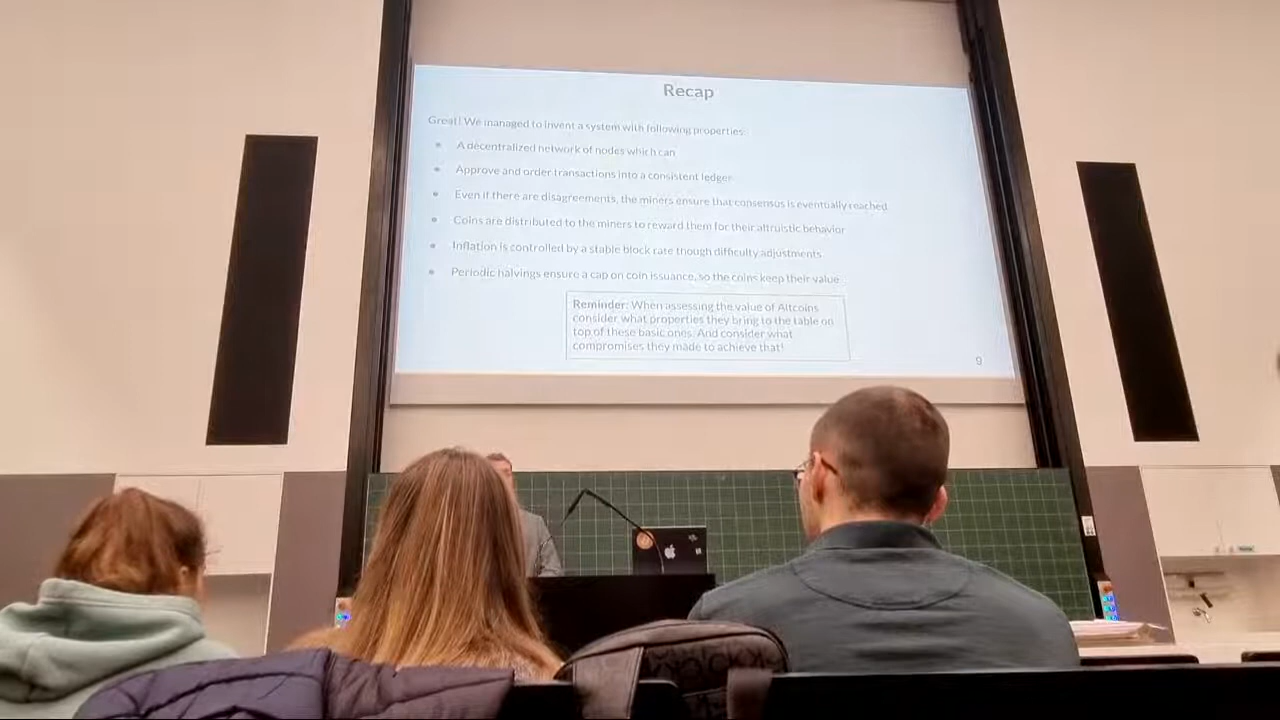 Recap
Great! We managed to invent a system with following properties:
A decentralized network of nodes which can
Approve and order transactions into a consistent ledger
Even if there are disagreements, the miners ensure that consensus is eventually reached
Coins are distributed to the miners to reward them for their altruistic behavior
Inflation is controlled by a stable block rate though difficulty adjustments
Periodic halvings ensure a cap on coin issuance, so the coins keep their value
Reminder: When assessing the value of Altcoins
consider what properties they bring to the table on
top of these basic ones. And consider what
compromises they made to achieve that!
9